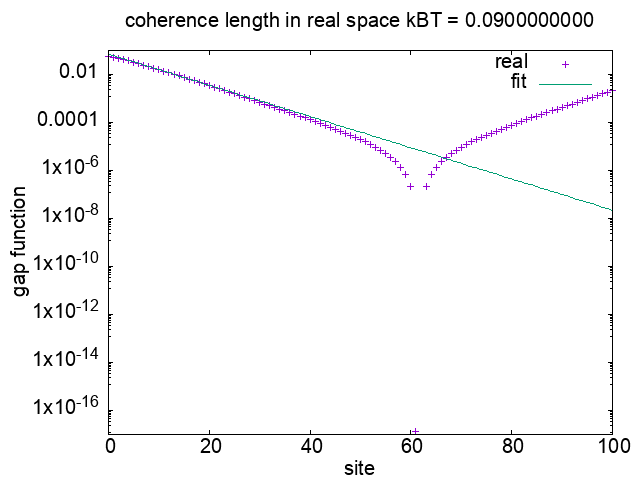 coherence length in real space kBT = 0.0900000000
real
fit
0.01
0.0001
1x10-6
1x10-8
1x10-10
1x10-12
1x10-14
1x10-16
gap function
0 20 40 60 80 100
site